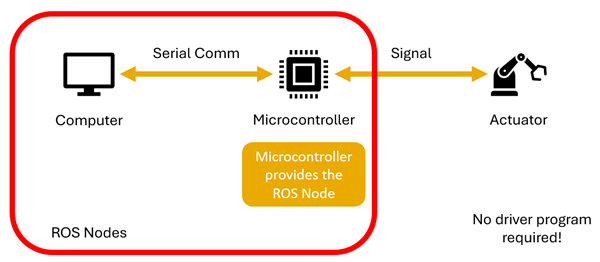 Serial Comm
Signal
Computer
Microcontroller
Actuator
Microcontroller
provides the
ROS Node
ROS Nodes
No driver program
required!